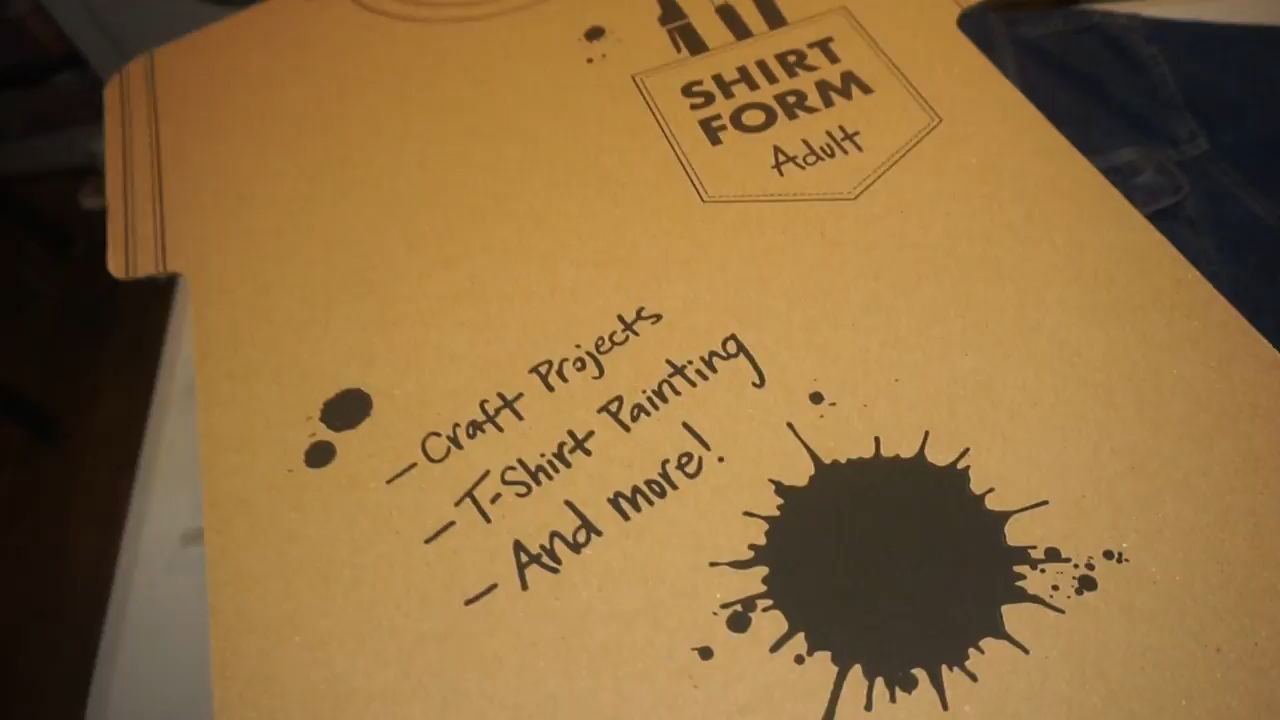 SHIRT
FORM
Adult
- Craft Projects
- T-Shirt Painting
- And more!